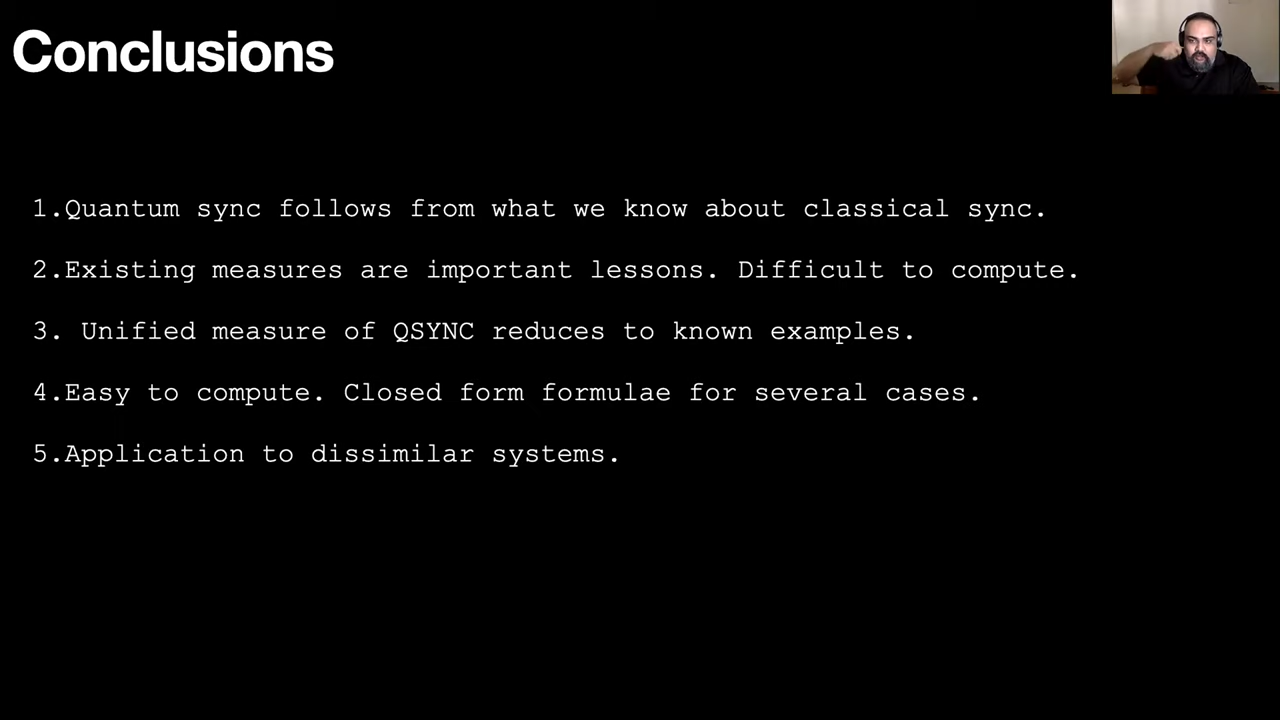 Conclusions
1.Quantum sync follows from what we know about classical sync.
2.Existing measures are important lessons. Difficult to compute.
3. Unified measure of QSYNC reduces to known examples.
4.Easy to compute. Closed form formulae for several cases.
5.Application to dissimilar systems.